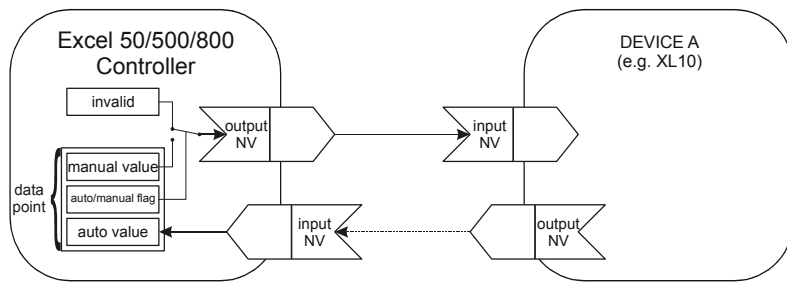 Excel 50/500/800
Controller
invalid
manual value
auto/manual flag
auto value
data
point
output
NV
input
NV
input
NV
output
NV
DEVICE A
(e.g. XL10)